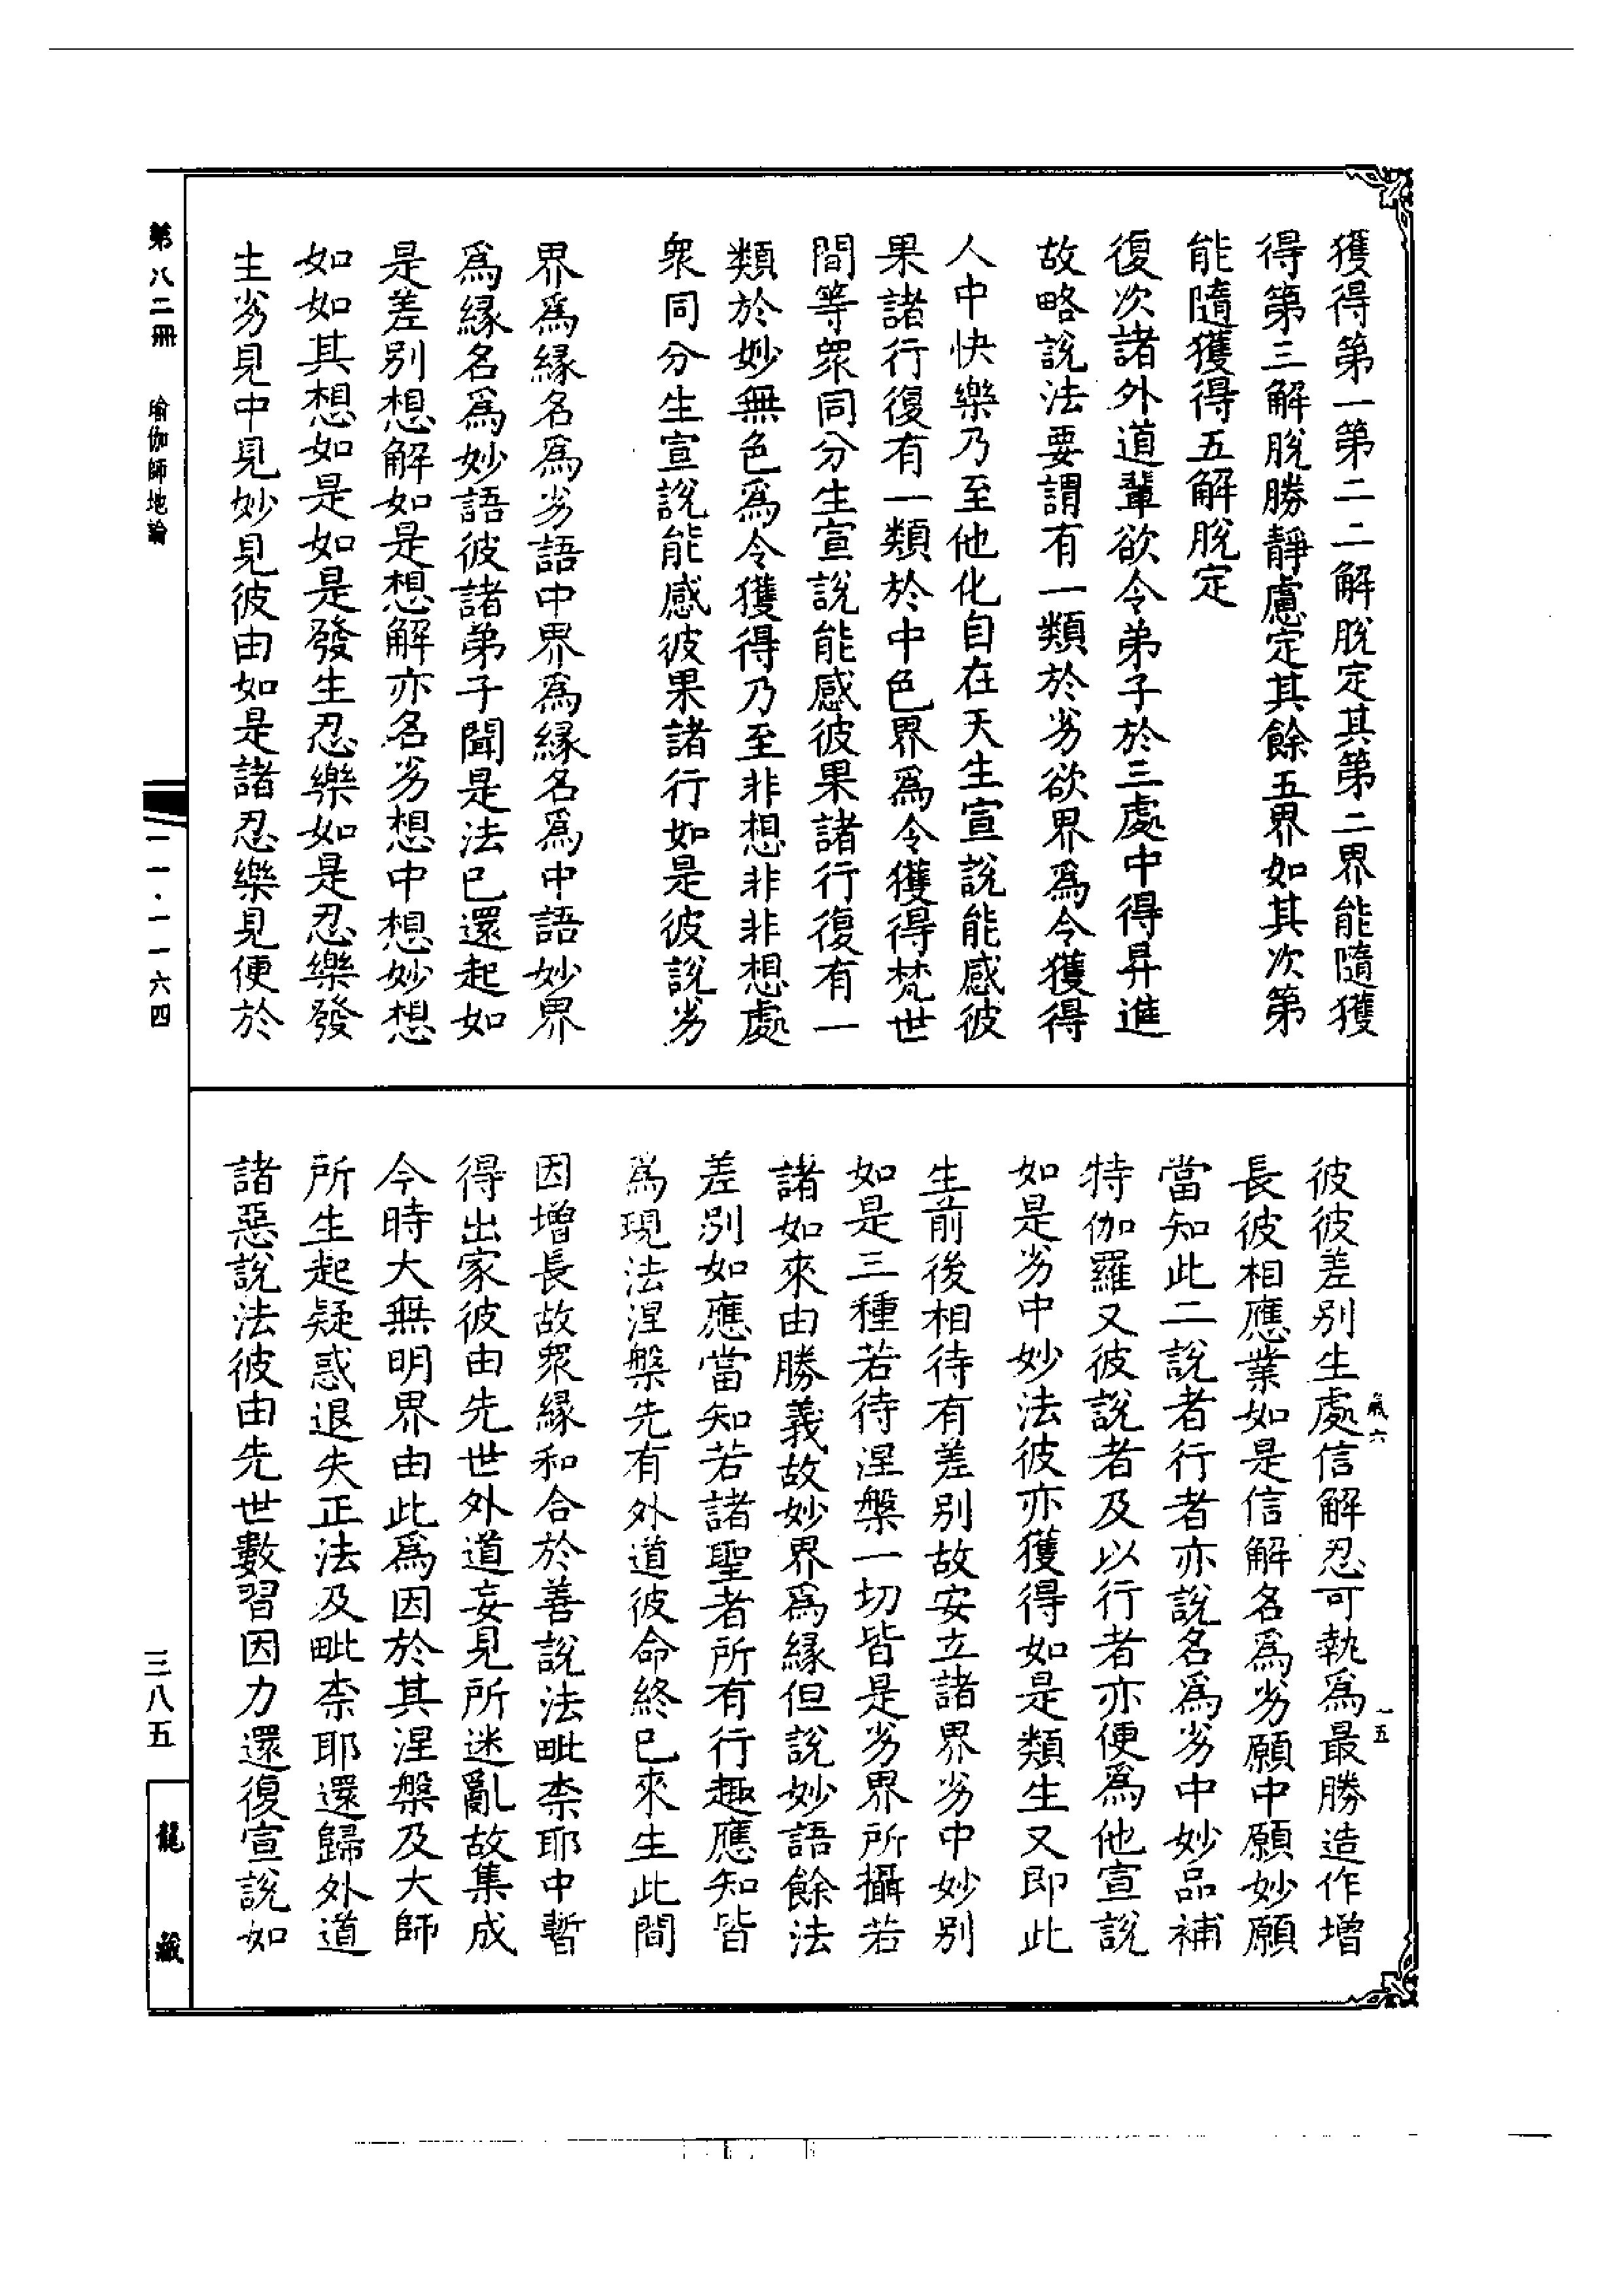 獲得第一第二二解脫定其第二界能隨獲
得第三解脫勝靜慮定其餘五界如其次第
能隨獲得五解脫定
復次諸外道輩欲令弟子於三處中得昇進
故略說法要謂有一類於劣欲界爲令獲得
人中快樂乃至他化自在天生宣說能感彼
果諸行復有一類於中色界爲令獲得梵世
間等衆同分生宣說能感彼果諸行復有一
類於妙無色爲令獲得乃至非想非非想處
衆同分生宣說能感彼果諸行如是彼說劣
界爲緣名爲劣語中界爲緣名爲中語妙界
爲緣名爲妙語彼諸弟子聞是法已還起如
是差別想解如是想解亦名劣想中想妙想
如如其想如是如是發生忍樂如是忍樂發
生劣見中見妙見彼由如是諸忍樂見便於
彼彼差別生處信解忍可執爲最勝造作增
長彼相應業如是信解名爲劣願中願妙願
當知此二說者行者亦說名爲劣中妙品補
特伽羅又彼說者及以行者亦便爲他宣說
如是劣中妙法彼亦獲得如是類生又即此
生前後相待有差別故安立諸界劣中妙別
如是三種若待涅槃一切皆是劣界所攝若
諸如來由勝義故妙界爲緣但說妙語餘法
差別如應當知若諸聖者所有行趣應知皆
爲現法涅槃先有外道彼命終已來生此間
因增長故衆緣和合於善說法毗柰耶中暫
得出家彼由先世外道妄見所迷亂故集成
今時大無明界由此爲因於其涅槃及大師
所生起疑惑退失正法及毗柰耶還歸外道
諸惡說法彼由先世數習因力還復宣說如
第八二冊 瑜伽師地論
一一·一一六四
三八五
龍藏
六
一五